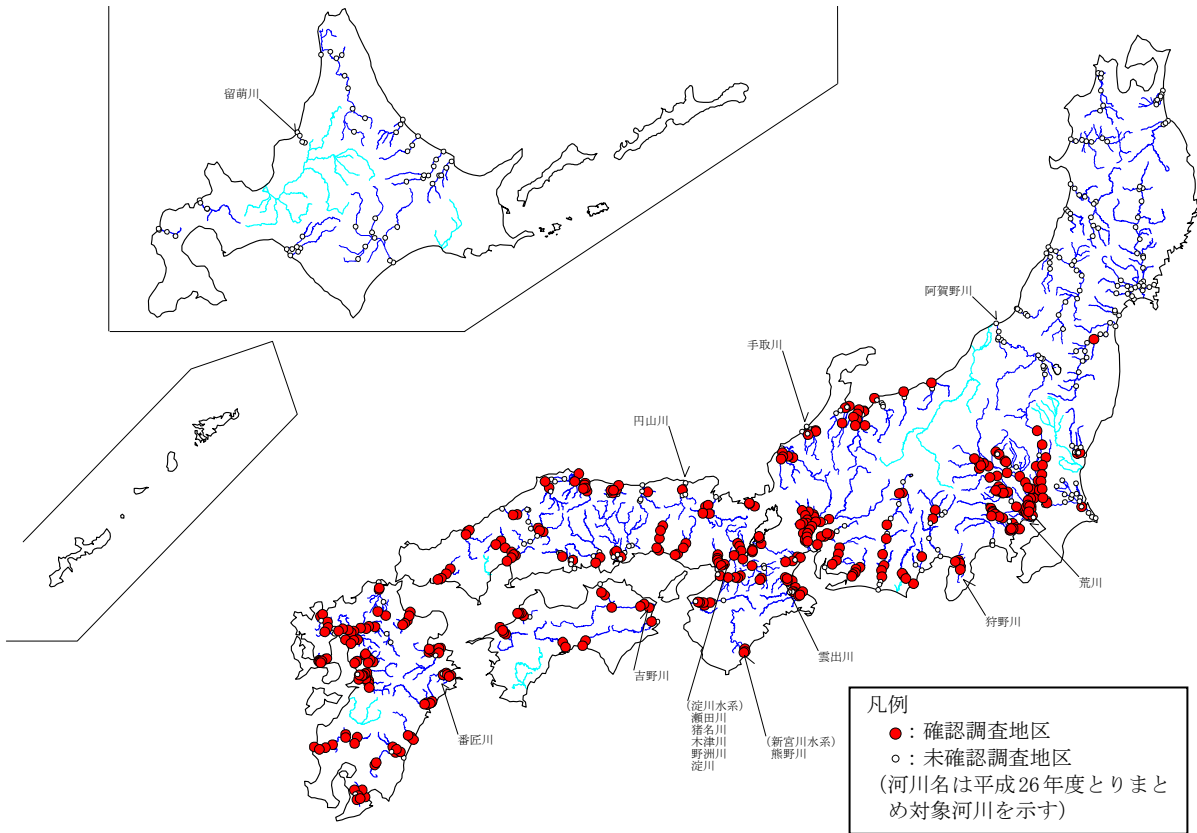 留萌川
阿賀野川
手取川
円山川
荒川
狩野川
雲出川
吉野川
番匠川
(淀川水系)
瀬田川
猪名川
木津川
野洲川
淀川
(新宮川水系)
熊野川
凡例
：確認調査地区
：未確認調査地区
(河川名は平成26年度とりまと
め対象河川を示す)